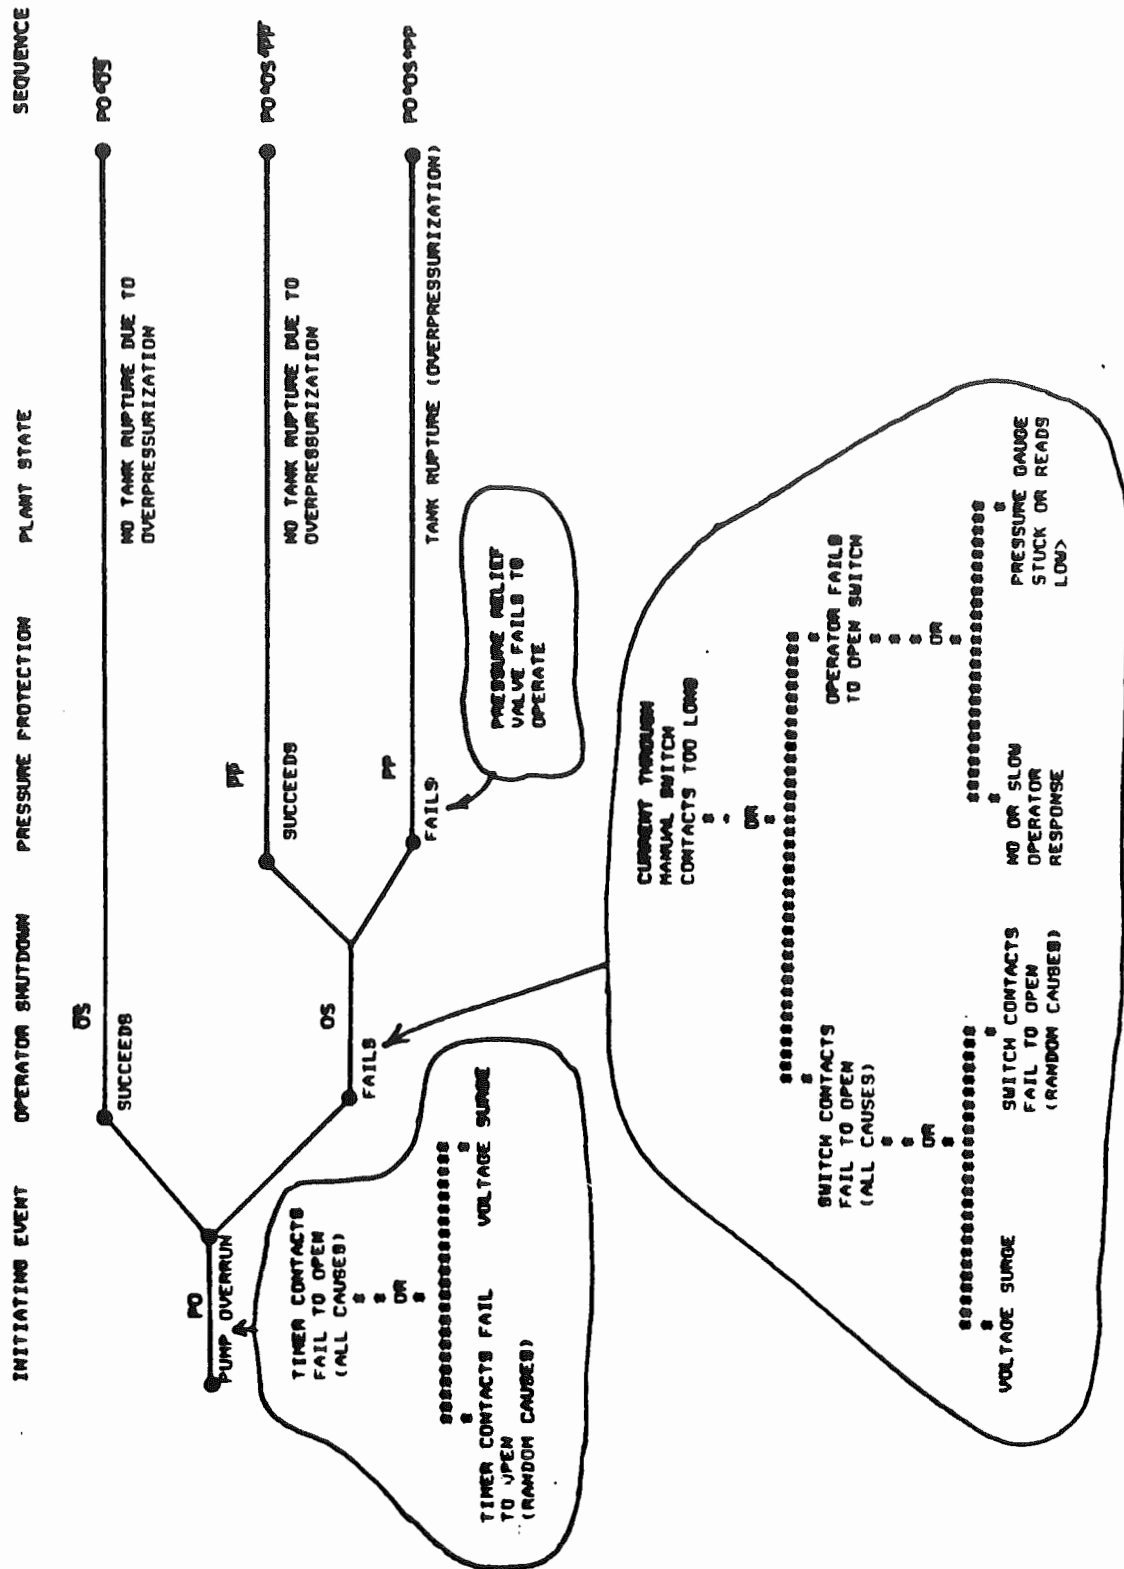 INITIATING EVENT OPERATOR SHUTDOWN PRESSURE PROTECTION PLANT STATE SEQUENCE
O̅S̅
SUCCEEDS
NO TANK RUPTURE DUE TO
OVERPRESSURIZATION
PO*O̅S̅
PO
PUMP OVERRUN
P̅P̅
SUCCEEDS
NO TANK RUPTURE DUE TO
OVERPRESSURIZATION
PO*OS*P̅P̅
OS
FAILS
PP
FAILS
TANK RUPTURE (OVERPRESSURIZATION)
PO*OS*PP
TIMER CONTACTS
FAIL TO OPEN
(ALL CAUSES)
OR
TIMER CONTACTS FAIL
TO OPEN
(RANDOM CAUSES)
VOLTAGE SURGE
PRESSURE RELIEF
VALVE FAILS TO
OPERATE
CURRENT THROUGH
MANUAL SWITCH
CONTACTS TOO LONG
OR
SWITCH CONTACTS
FAIL TO OPEN
(ALL CAUSES)
OR
OPERATOR FAILS
TO OPEN SWITCH
OR
VOLTAGE SURGE
SWITCH CONTACTS
FAIL TO OPEN
(RANDOM CAUSES)
NO OR SLOW
OPERATOR
RESPONSE
PRESSURE GAUGE
STUCK OR READS
LOW>